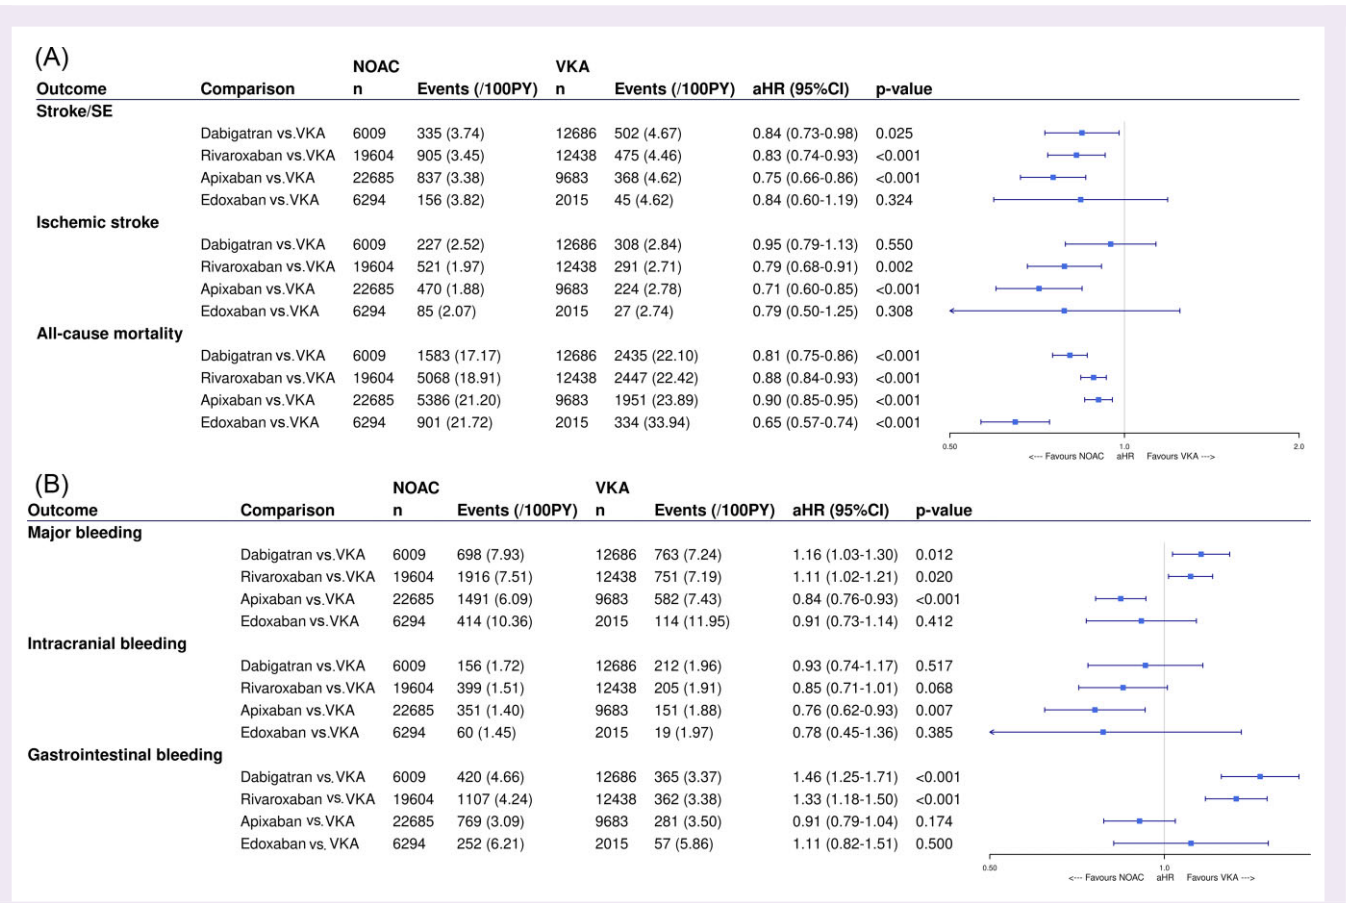 (A)
NOAC VKA
Outcome Comparison n Events (/100PY) n Events (/100PY) aHR (95%CI) p-value
Stroke/SE
Dabigatran vs.VKA 6009 335 (3.74) 12686 502 (4.67) 0.84 (0.73-0.98) 0.025
Rivaroxaban vs.VKA 19604 905 (3.45) 12438 475 (4.46) 0.83 (0.74-0.93) <0.001
Apixaban vs.VKA 22685 837 (3.38) 9683 368 (4.62) 0.75 (0.66-0.86) <0.001
Edoxaban vs.VKA 6294 156 (3.82) 2015 45 (4.62) 0.84 (0.60-1.19) 0.324
Ischemic stroke
Dabigatran vs.VKA 6009 227 (2.52) 12686 308 (2.84) 0.95 (0.79-1.13) 0.550
Rivaroxaban vs.VKA 19604 521 (1.97) 12438 291 (2.71) 0.79 (0.68-0.91) 0.002
Apixaban vs.VKA 22685 470 (1.88) 9683 224 (2.78) 0.71 (0.60-0.85) <0.001
Edoxaban vs.VKA 6294 85 (2.07) 2015 27 (2.74) 0.79 (0.50-1.25) 0.308
All-cause mortality
Dabigatran vs.VKA 6009 1583 (17.17) 12686 2435 (22.10) 0.81 (0.75-0.86) <0.001
Rivaroxaban vs.VKA 19604 5068 (18.91) 12438 2447 (22.42) 0.88 (0.84-0.93) <0.001
Apixaban vs.VKA 22685 5386 (21.20) 9683 1951 (23.89) 0.90 (0.85-0.95) <0.001
Edoxaban vs.VKA 6294 901 (21.72) 2015 334 (33.94) 0.65 (0.57-0.74) <0.001
0.50 1.0 2.0
<--- Favours NOAC aHR Favours VKA --->
(B)
NOAC VKA
Outcome Comparison n Events (/100PY) n Events (/100PY) aHR (95%CI) p-value
Major bleeding
Dabigatran vs.VKA 6009 698 (7.93) 12686 763 (7.24) 1.16 (1.03-1.30) 0.012
Rivaroxaban vs.VKA 19604 1916 (7.51) 12438 751 (7.19) 1.11 (1.02-1.21) 0.020
Apixaban vs.VKA 22685 1491 (6.09) 9683 582 (7.43) 0.84 (0.76-0.93) <0.001
Edoxaban vs.VKA 6294 414 (10.36) 2015 114 (11.95) 0.91 (0.73-1.14) 0.412
Intracranial bleeding
Dabigatran vs.VKA 6009 156 (1.72) 12686 212 (1.96) 0.93 (0.74-1.17) 0.517
Rivaroxaban vs.VKA 19604 399 (1.51) 12438 205 (1.91) 0.85 (0.71-1.01) 0.068
Apixaban vs.VKA 22685 351 (1.40) 9683 151 (1.88) 0.76 (0.62-0.93) 0.007
Edoxaban vs.VKA 6294 60 (1.45) 2015 19 (1.97) 0.78 (0.45-1.36) 0.385
Gastrointestinal bleeding
Dabigatran vs. VKA 6009 420 (4.66) 12686 365 (3.37) 1.46 (1.25-1.71) <0.001
Rivaroxaban vs. VKA 19604 1107 (4.24) 12438 362 (3.38) 1.33 (1.18-1.50) <0.001
Apixaban vs. VKA 22685 769 (3.09) 9683 281 (3.50) 0.91 (0.79-1.04) 0.174
Edoxaban vs. VKA 6294 252 (6.21) 2015 57 (5.86) 1.11 (0.82-1.51) 0.500
0.50 1.0
<--- Favours NOAC aHR Favours VKA --->